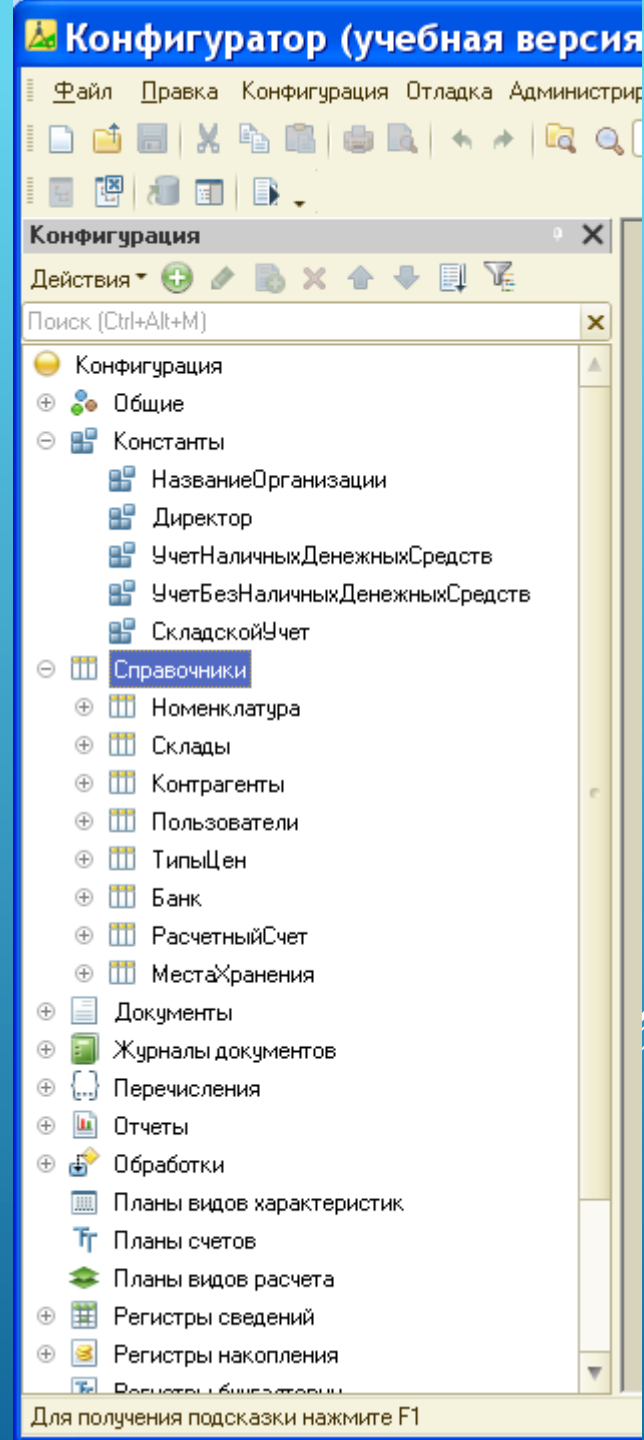 Конфигуратор (учебная версия
Файл Правка Конфигурация Отладка Администрир
Конфигурация
Действия
Поиск (Ctrl+Alt+M)
Конфигурация
Общие
Константы
НазваниеОрганизации
Директор
УчетНаличныхДенежныхСредств
УчетБезНаличныхДенежныхСредств
СкладскойУчет
Справочники
Номенклатура
Склады
Контрагенты
Пользователи
ТипыЦен
Банк
РасчетныйСчет
МестаХранения
Документы
Журналы документов
Перечисления
Отчеты
Обработки
Планы видов характеристик
Планы счетов
Планы видов расчета
Регистры сведений
Регистры накопления
Регистры бухгалтерии
Для получения подсказки нажмите F1